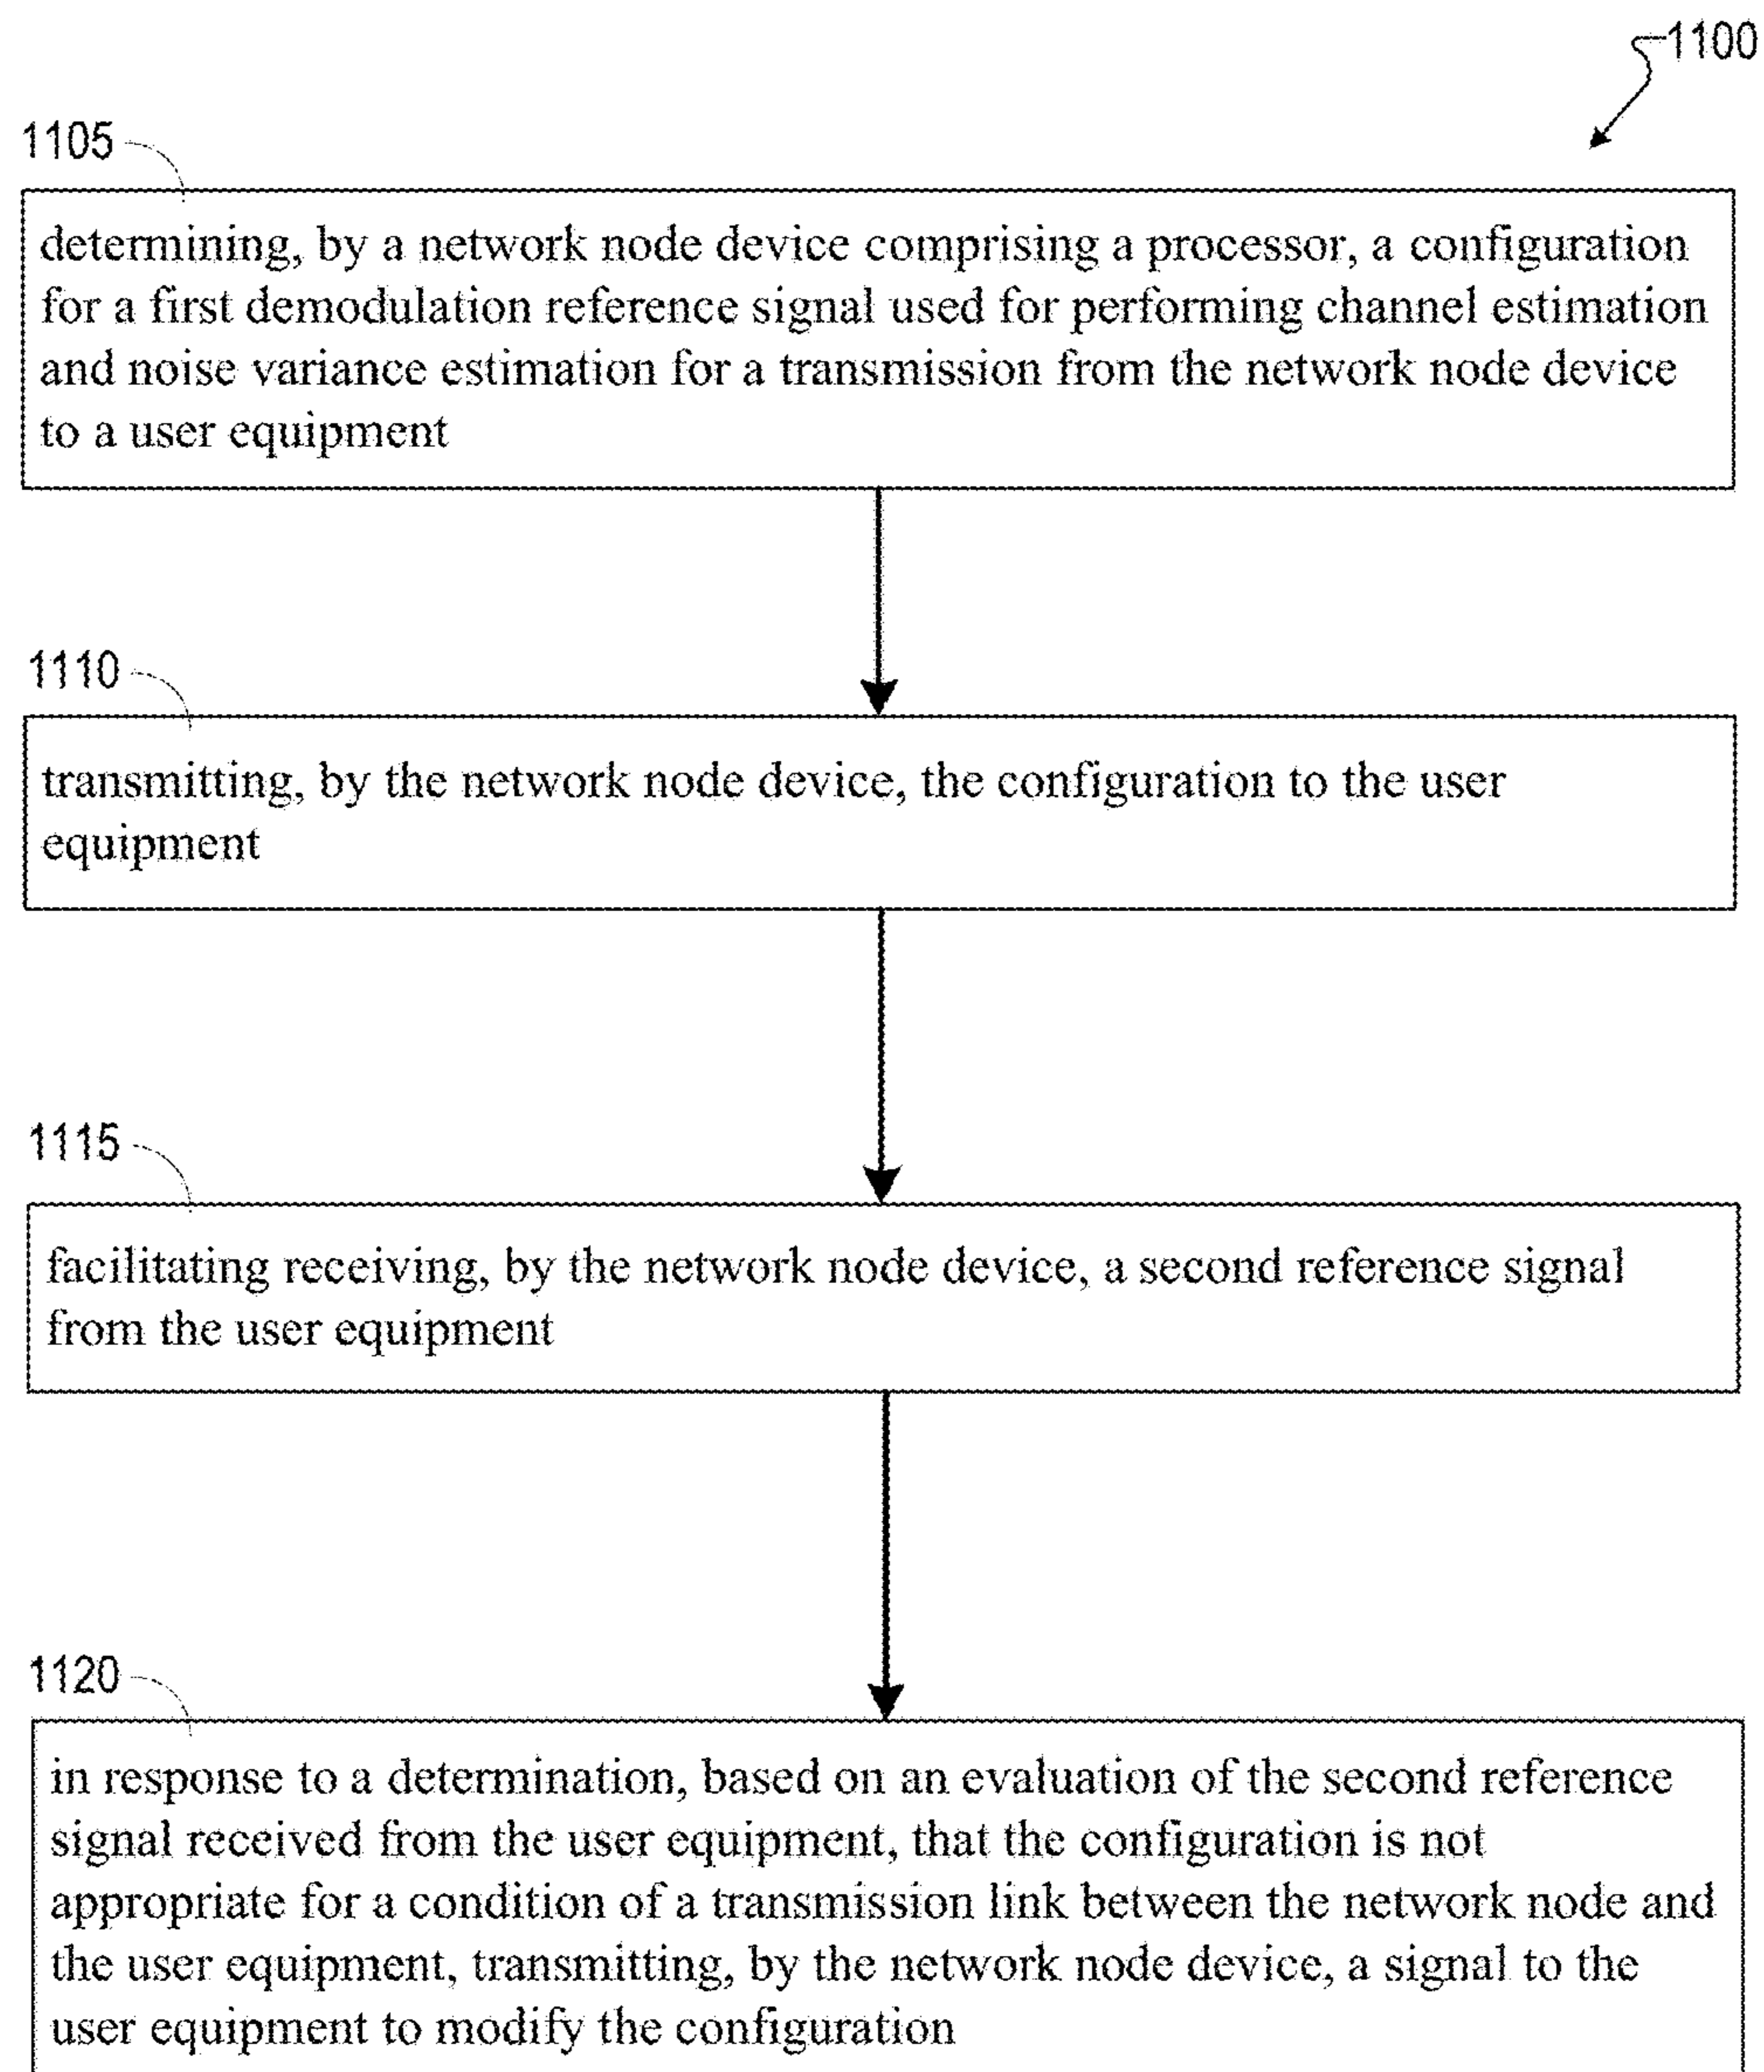 1100
1105
determining, by a network node device comprising a processor, a configuration
for a first demodulation reference signal used for performing channel estimation
and noise variance estimation for a transmission from the network node device
to a user equipment
1110
transmitting, by the network node device, the configuration to the user
equipment
1115
facilitating receiving, by the network node device, a second reference signal
from the user equipment
1120
in response to a determination, based on an evaluation of the second reference
signal received from the user equipment, that the configuration is not
appropriate for a condition of a transmission link between the network node and
the user equipment, transmitting, by the network node device, a signal to the
user equipment to modify the configuration